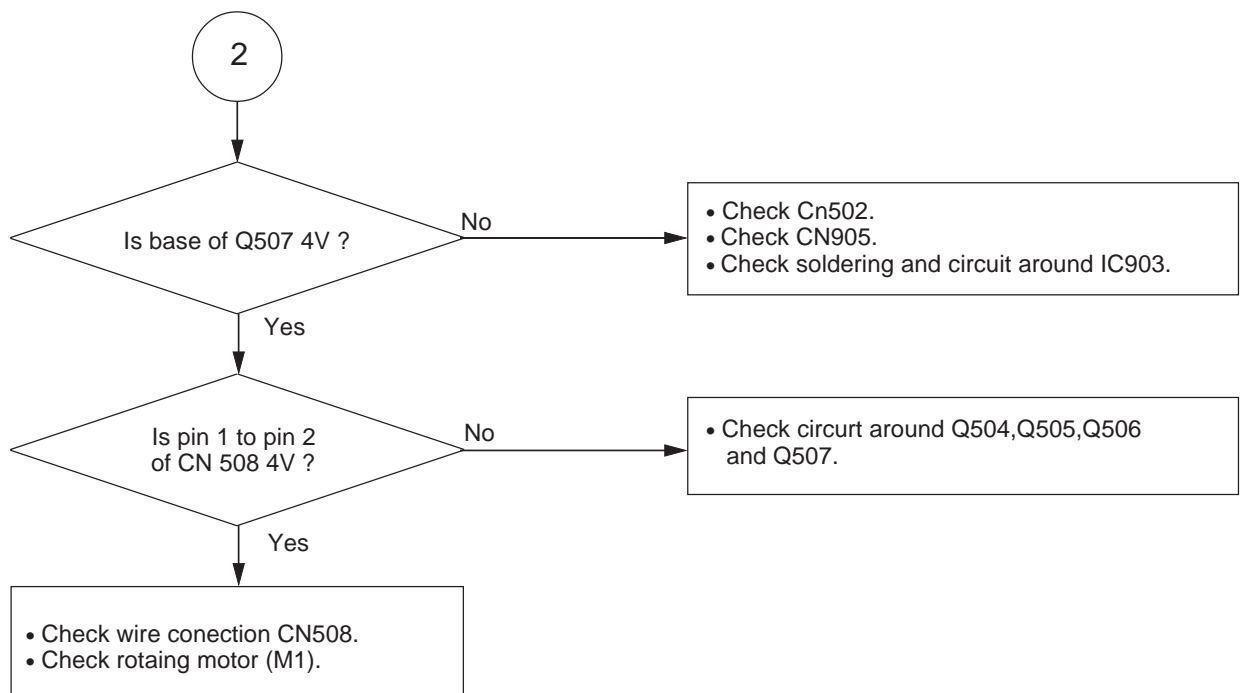 2
Is base of Q507 4V ?
No
• Check Cn502.
• Check CN905.
• Check soldering and circuit around IC903.
Yes
Is pin 1 to pin 2
of CN 508 4V ?
No
• Check circurt around Q504,Q505,Q506
and Q507.
Yes
• Check wire conection CN508.
• Check rotaing motor (M1).